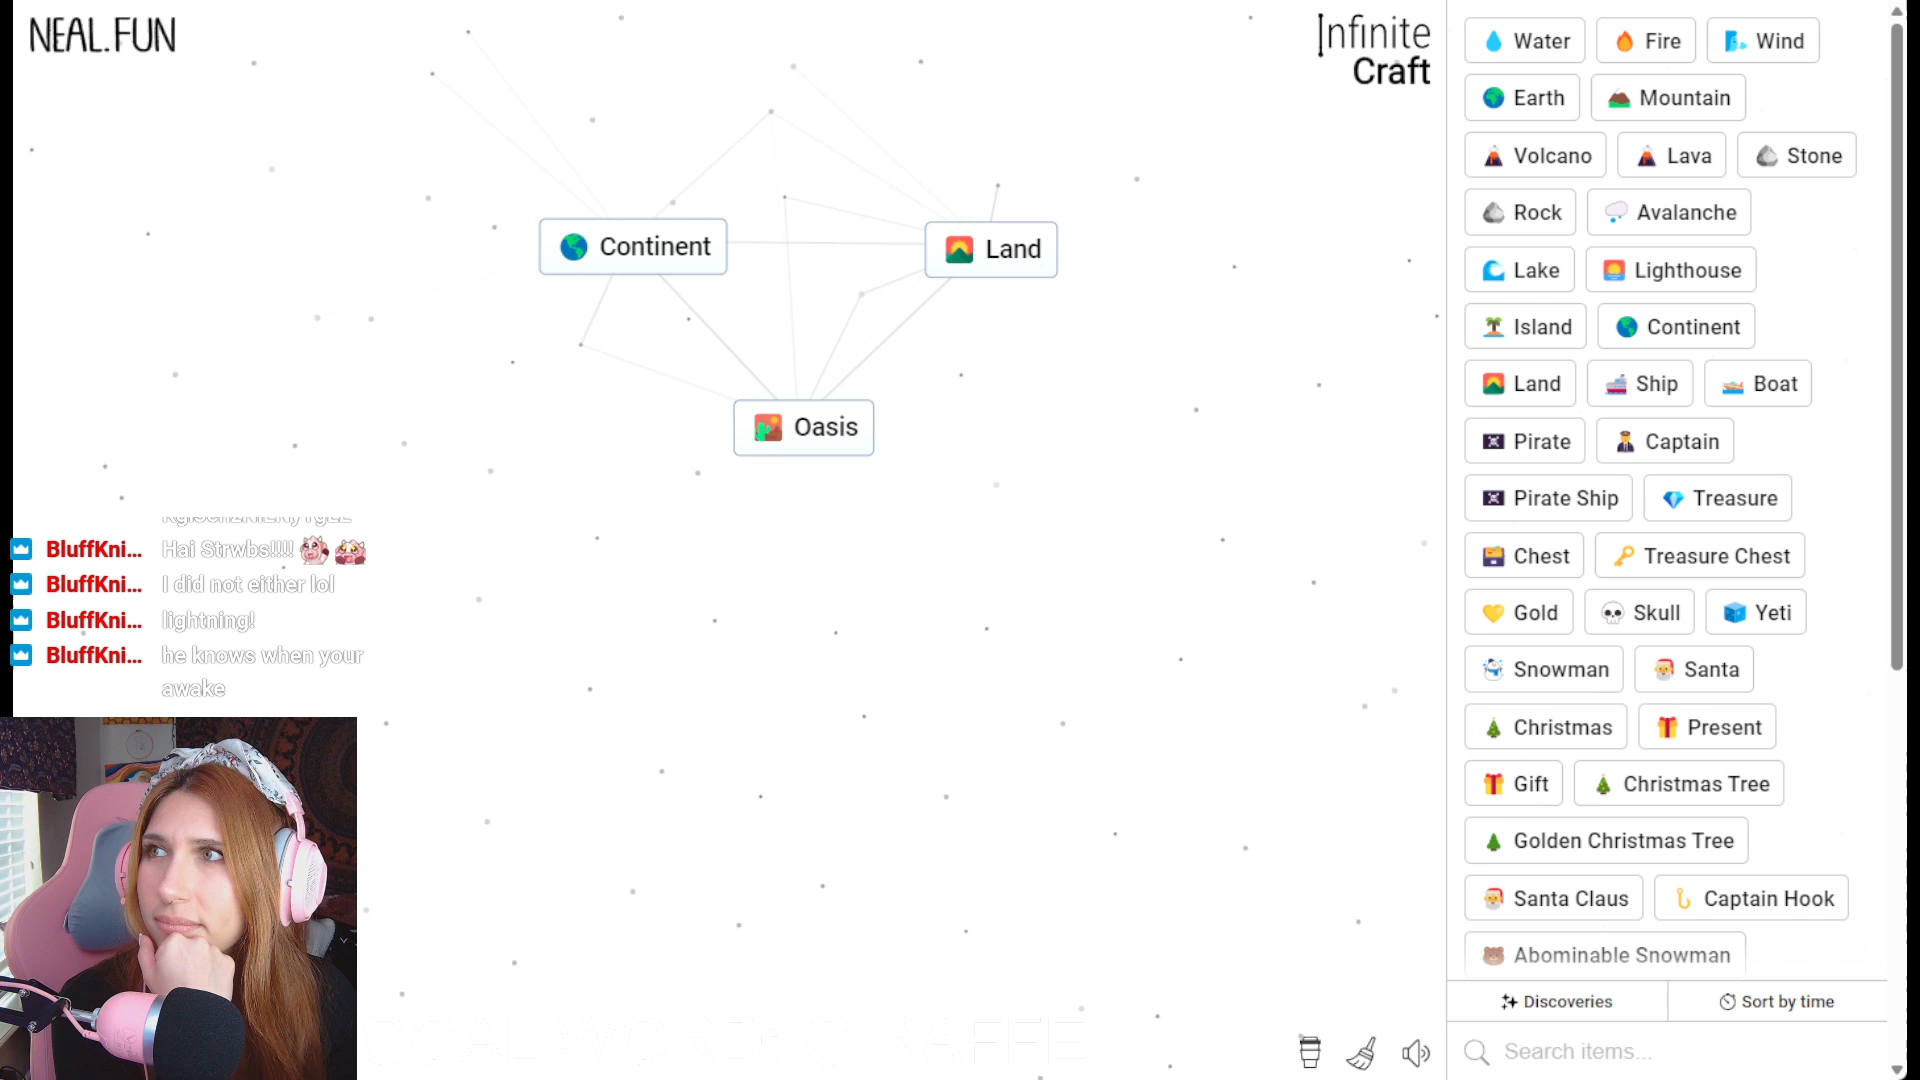 NEAL.FUN
Infinite
Craft
Continent
Land
Oasis
BluffKni... Hai Strwbs!!!!
BluffKni... I did not either lol
BluffKni... lightning!
BluffKni... he knows when your
awake
Water Fire Wind
Earth Mountain
Volcano Lava Stone
Rock Avalanche
Lake Lighthouse
Island Continent
Land Ship Boat
Pirate Captain
Pirate Ship Treasure
Chest Treasure Chest
Gold Skull Yeti
Snowman Santa
Christmas Present
Gift Christmas Tree
Golden Christmas Tree
Santa Claus Captain Hook
Abominable Snowman
Discoveries Sort by time
Search items...